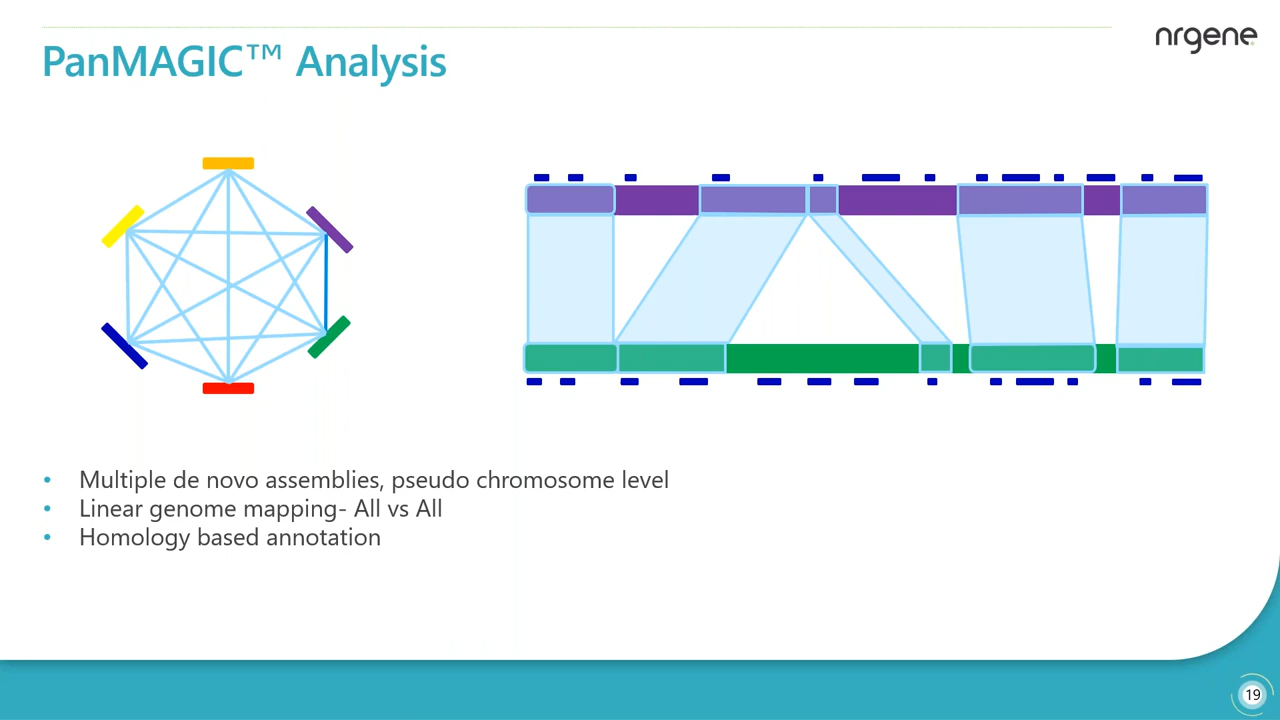 nrgene
PanMAGIC™ Analysis
• Multiple de novo assemblies, pseudo chromosome level
• Linear genome mapping- All vs All
• Homology based annotation
19